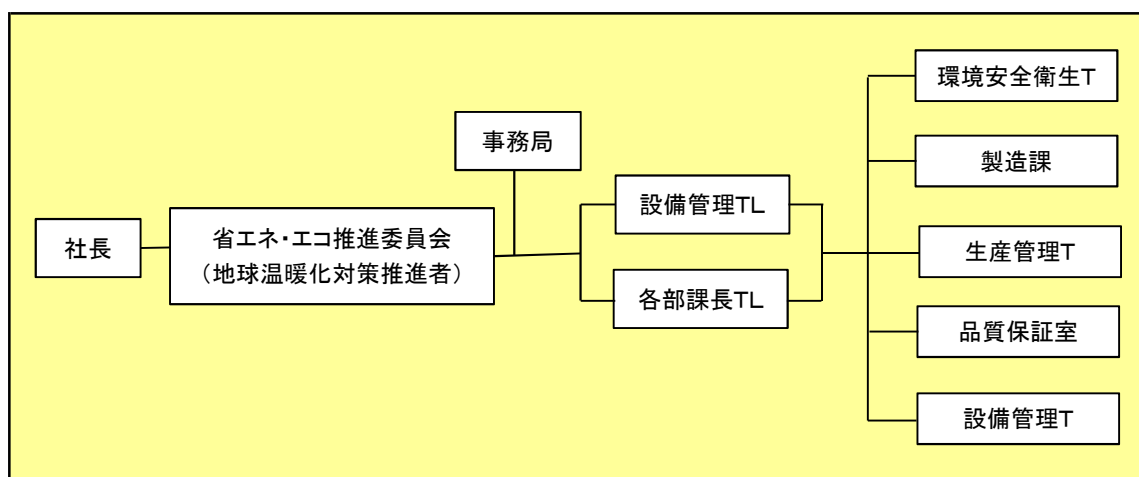 社長
省エネ・エコ推進委員会
（地球温暖化対策推進者）
事務局
設備管理TL
各部課長TL
環境安全衛生T
製造課
生産管理T
品質保証室
設備管理T